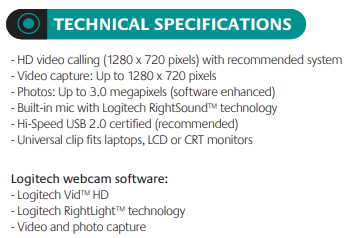 TECHNICAL SPECIFICATIONS
- HD video calling (1280 x 720 pixels) with recommended system
- Video capture: Up to 1280 x 720 pixels
- Photos: Up to 3.0 megapixels (software enhanced)
- Built-in mic with Logitech RightSound™ technology
- Hi-Speed USB 2.0 certified (recommended)
- Universal clip fits laptops, LCD or CRT monitors
Logitech webcam software:
- Logitech Vid™ HD
- Logitech RightLight™ technology
- Video and photo capture